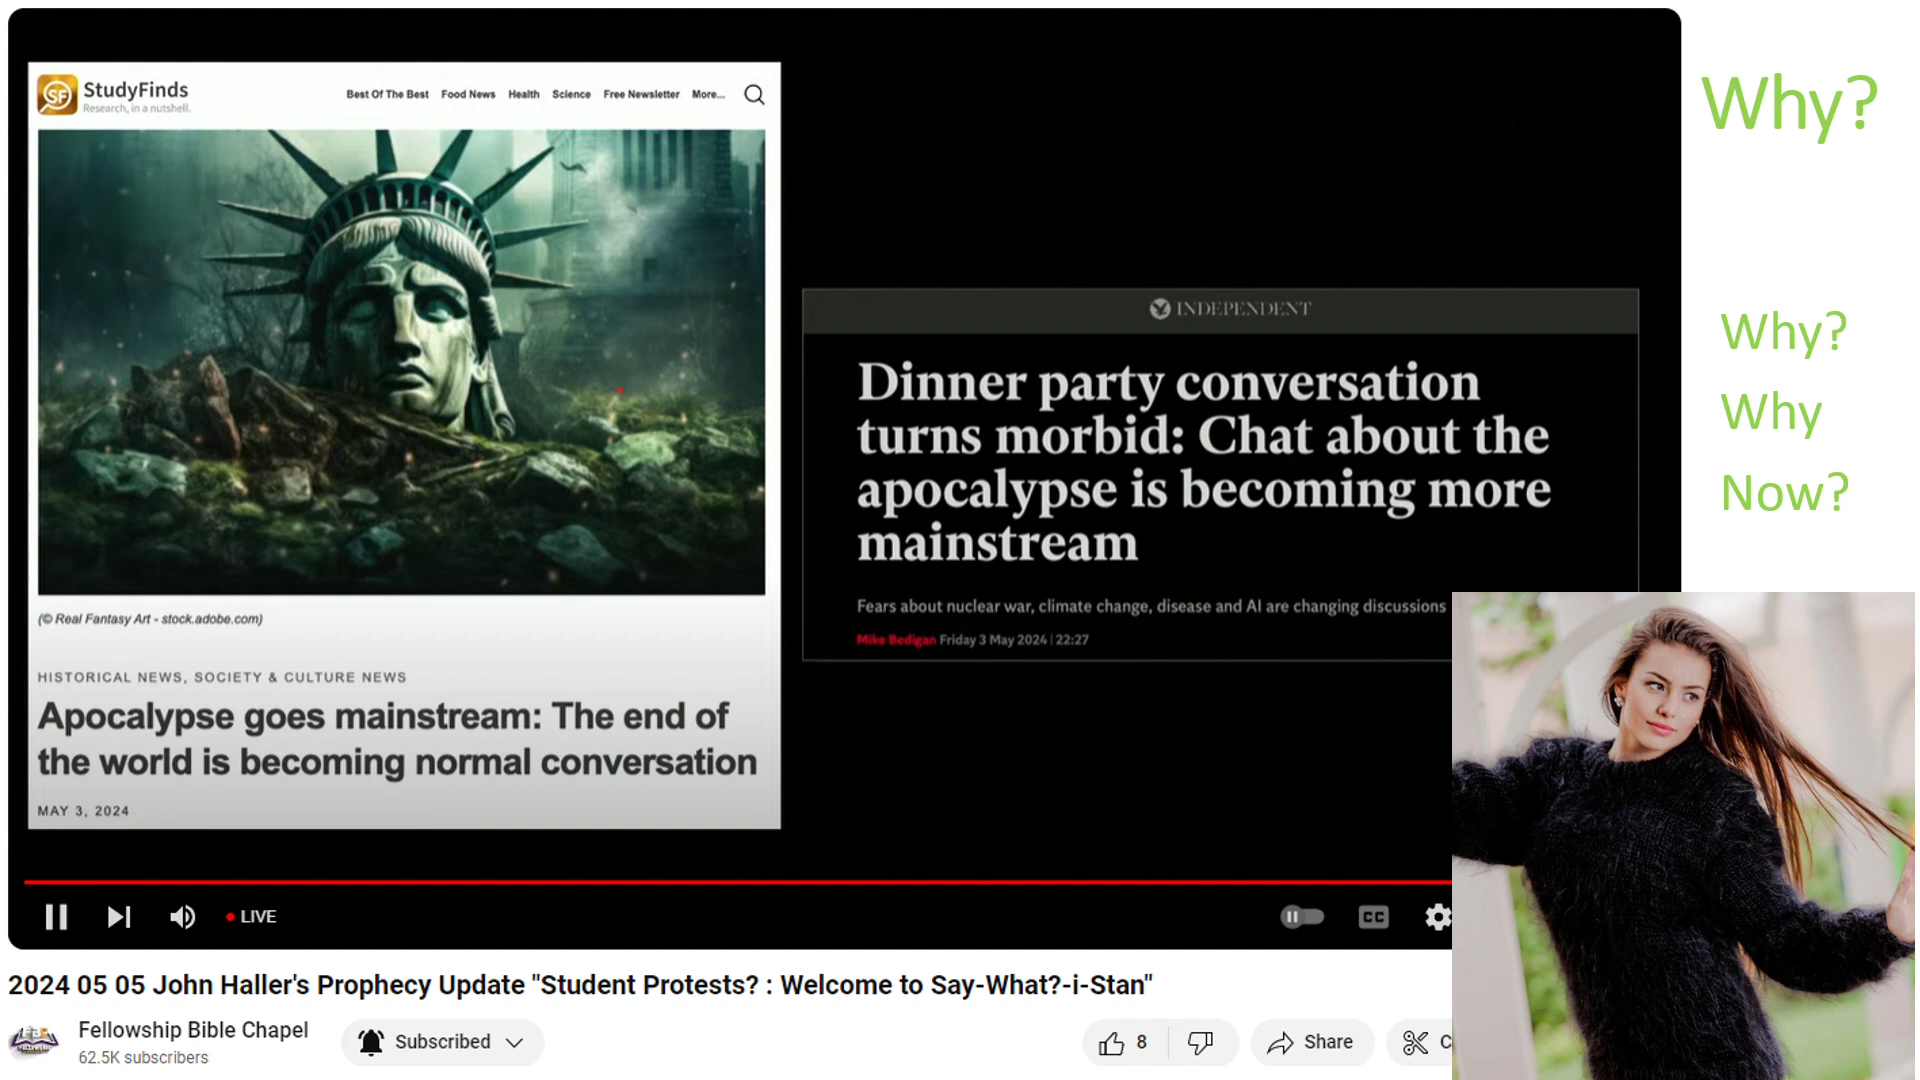 StudyFinds
Research, in a nutshell.
Best Of The Best Food News Health Science Free Newsletter More...
(© Real Fantasy Art - stock.adobe.com)
HISTORICAL NEWS, SOCIETY & CULTURE NEWS
Apocalypse goes mainstream: The end of
the world is becoming normal conversation
MAY 3, 2024
INDEPENDENT
Dinner party conversation
turns morbid: Chat about the
apocalypse is becoming more
mainstream
Fears about nuclear war, climate change, disease and AI are changing discussions
Mike Bedigan Friday 3 May 2024 | 22:27
Why?
Why?
Why
Now?
LIVE
CC
2024 05 05 John Haller's Prophecy Update "Student Protests? : Welcome to Say-What?-i-Stan"
Fellowship Bible Chapel
62.5K subscribers
Subscribed
8
Share
C